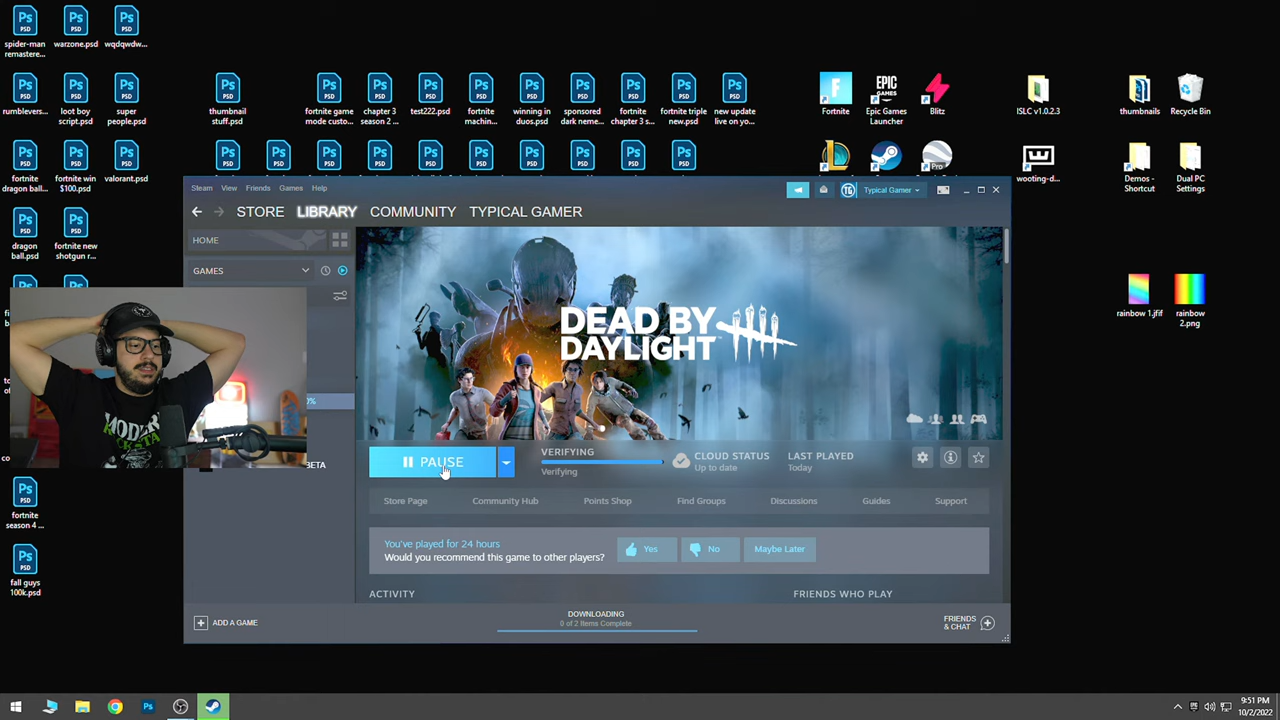 spider-man
remastere...
warzone.psd
wqdqwdw...
rumblevers...
loot boy
script.psd
super
people.psd
thumbnail
stuff.psd
fortnite game
mode custo...
chapter 3
season 2 ...
test222.psd
fortnite
machin...
winning in
duos.psd
sponsored
dark neme...
fortnite
chapter 3 s...
fortnite triple
new.psd
new update
live on yo...
Fortnite
Epic Games
Launcher
Blitz
ISLC v1.0.2.3
thumbnails
Recycle Bin
fortnite
dragon ball...
fortnite win
$100.psd
valorant.psd
wooting-d...
Demos -
Shortcut
Dual PC
Settings
dragon
ball.psd
fortnite new
shotgun r...
rainbow 1.jfif
rainbow
2.png
fortnite
season 4 ...
fall guys
100k.psd
Steam View Friends Games Help
Typical Gamer
STORE LIBRARY COMMUNITY TYPICAL GAMER
HOME
GAMES
DEAD BY
DAYLIGHT
BETA
PAUSE
VERIFYING
Verifying
CLOUD STATUS
Up to date
LAST PLAYED
Today
Store Page Community Hub Points Shop Find Groups Discussions Guides Support
You've played for 24 hours
Would you recommend this game to other players?
Yes
No
Maybe Later
ACTIVITY
FRIENDS WHO PLAY
ADD A GAME
DOWNLOADING
0 of 2 Items Complete
FRIENDS
& CHAT
9:51 PM
10/2/2022